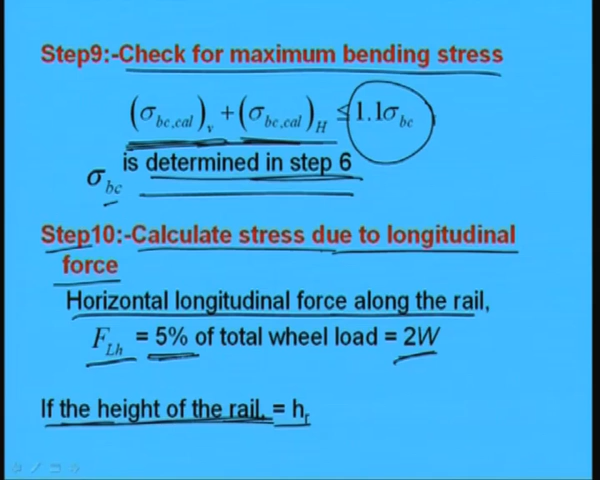 Step9:-Check for maximum bending stress
(σbc,cal)v + (σbc,cal)H ≤ 1.1σbc
σbc is determined in step 6
Step10:-Calculate stress due to longitudinal
force
Horizontal longitudinal force along the rail,
FLh = 5% of total wheel load = 2W
If the height of the rail, = hr